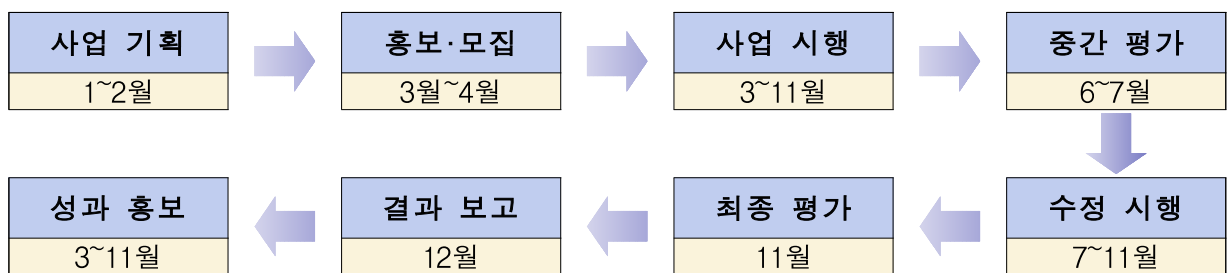 사업 기획
1~2월
홍보·모집
3월~4월
사업 시행
3~11월
중간 평가
6~7월
수정 시행
7~11월
최종 평가
11월
결과 보고
12월
성과 홍보
3~11월